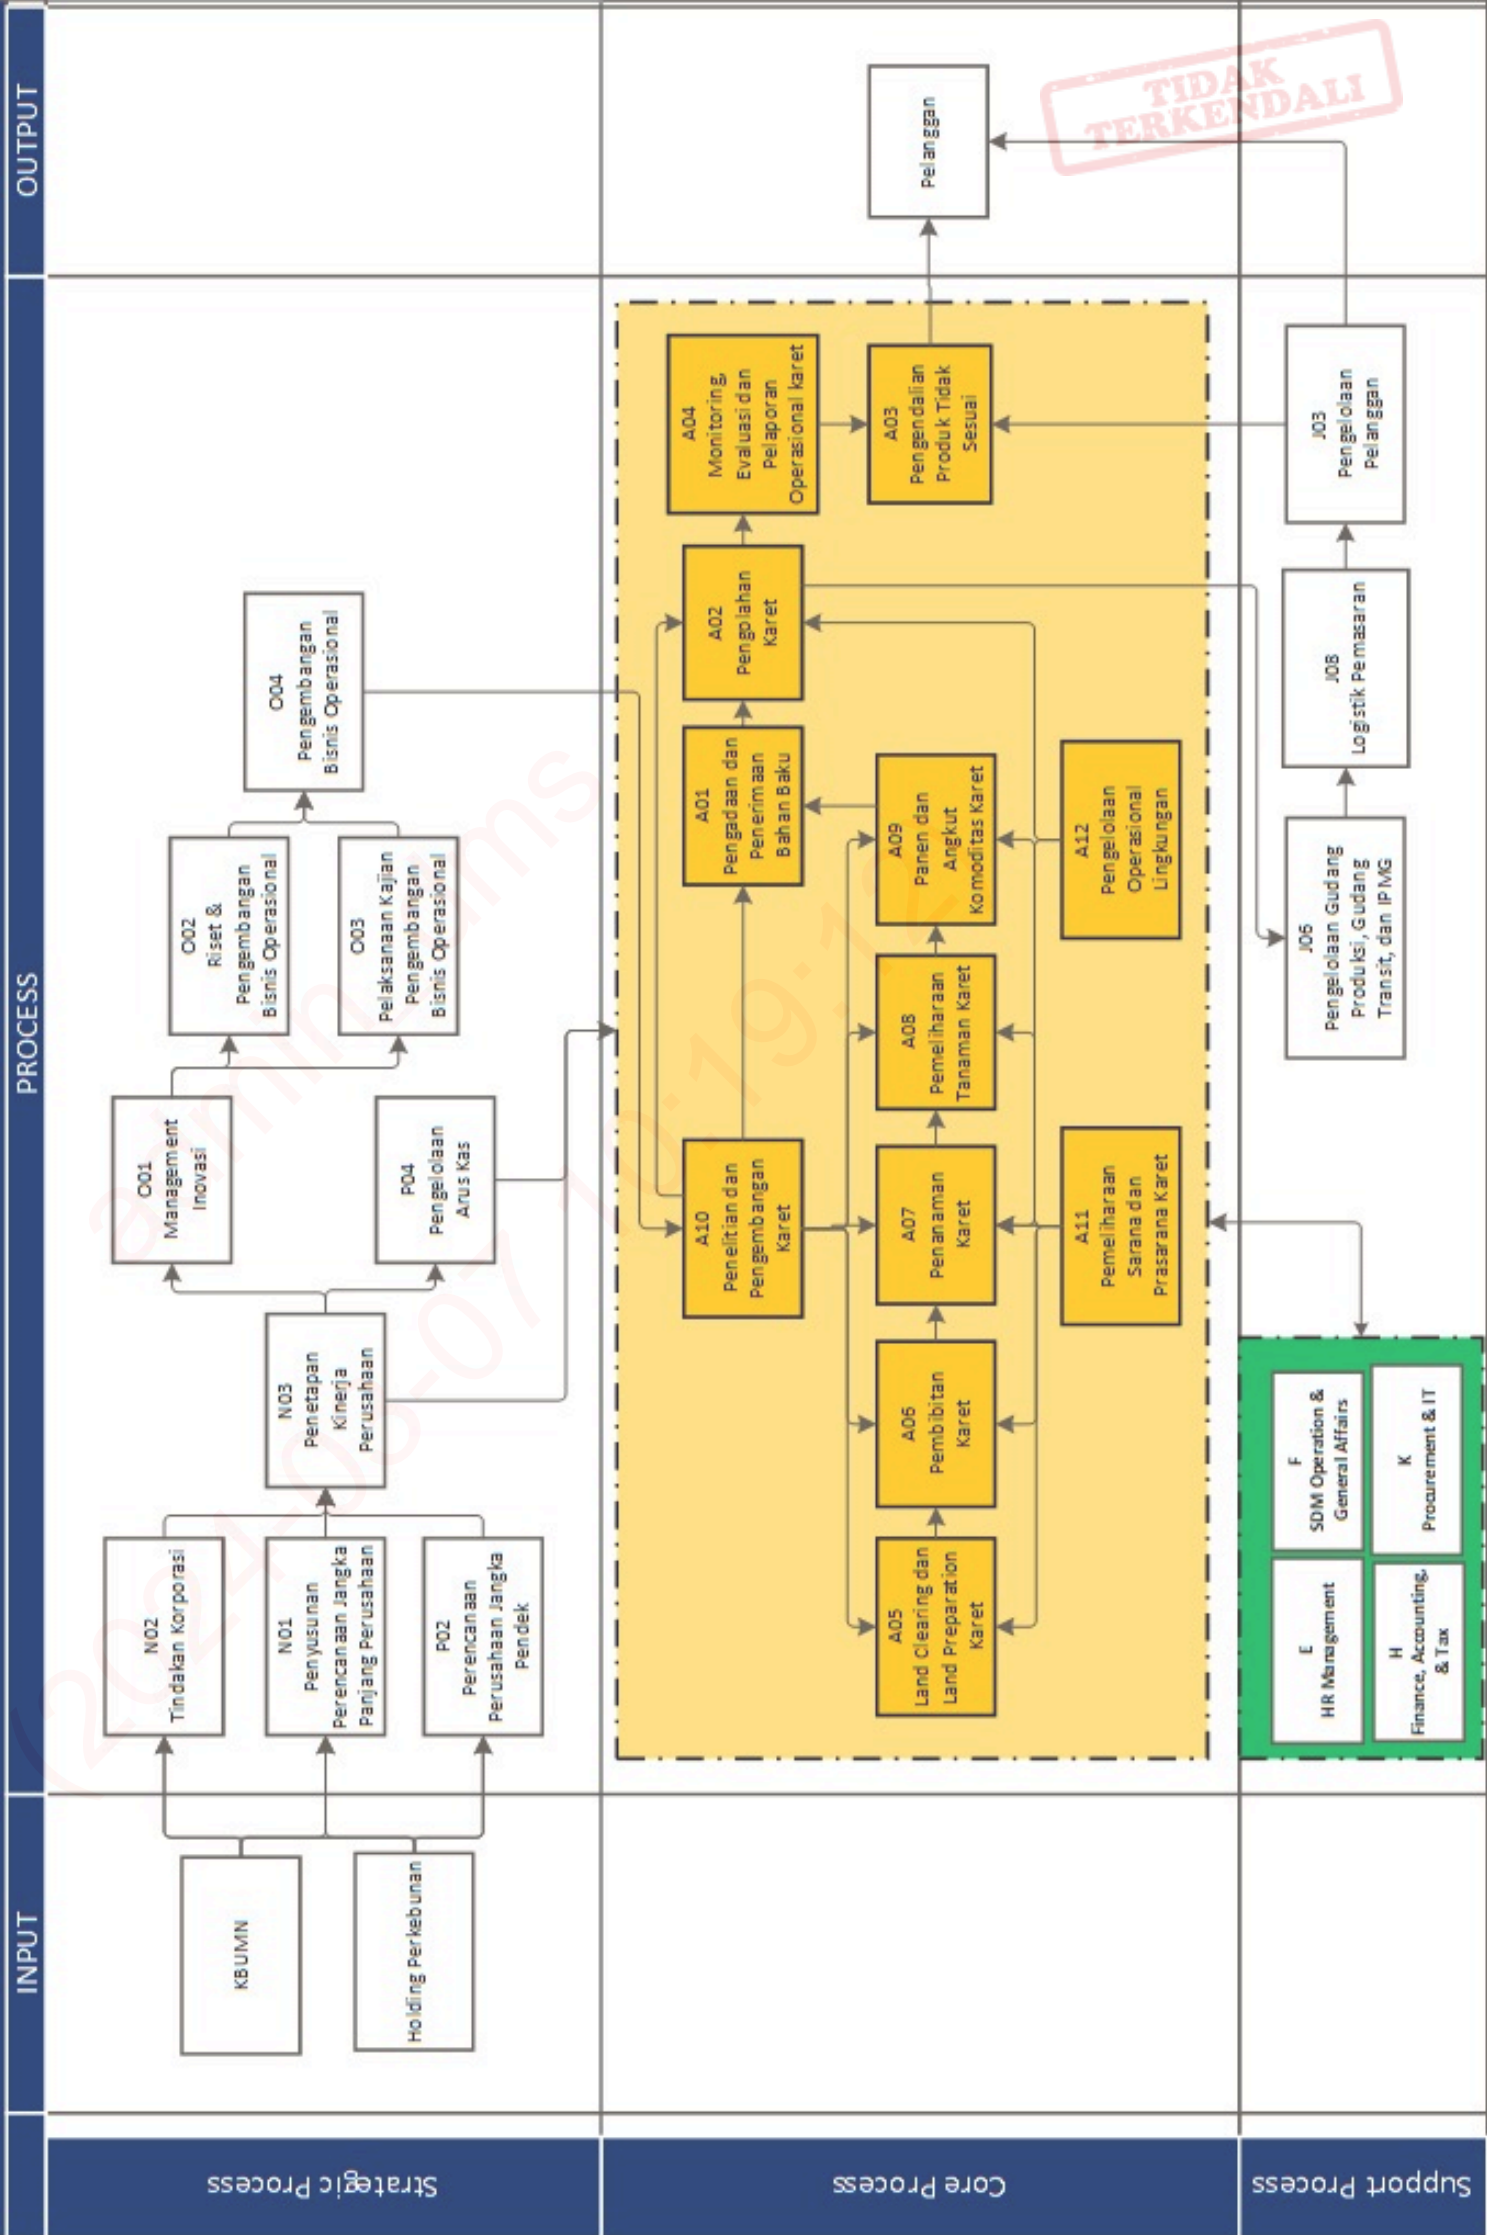 INPUT
PROCESS
OUTPUT
Strategic Process
KBUMN
Holding Perkebunan
N02
Tindakan Korporasi
N01
Penyusunan
Perencanaan Jangka
Panjang Perusahaan
P02
Perencanaan
Perusahaan Jangka
Pendek
N03
Penetapan
Kinerja
Perusahaan
O01
Management
Inovasi
P04
Pengelolaan
Arus Kas
O02
Riset &
Pengembangan
Bisnis Operasional
O03
Pelaksanaan Kajian
Pengembangan
Bisnis Operasional
O04
Pengembangan
Bisnis Operasional
Core Process
A10
Penelitian dan
Pengembangan
Karet
A01
Pengadaan dan
Penerimaan
Bahan Baku
A02
Pengolahan
Karet
A04
Monitoring,
Evaluasi dan
Pelaporan
Operasional karet
A05
Land Clearing dan
Land Preparation
Karet
A06
Pembibitan
Karet
A07
Penanaman
Karet
A08
Pemeliharaan
Tanaman Karet
A09
Panen dan
Angkut
Komoditas Karet
A03
Pengendalian
Produk Tidak
Sesuai
Pelanggan
A11
Pemeliharaan
Sarana dan
Prasarana Karet
A12
Pengelolaan
Operasional
Lingkungan
Support Process
E
HR Management
F
SDM Operation &
General Affairs
H
Finance, Accounting,
& Tax
K
Procurement & IT
J06
Pengelolaan Gudang
Produksi, Gudang
Transit, dan IPMG
J08
Logistik Pemasaran
J03
Pengelolaan
Pelanggan
TIDAK
TERKENDALI